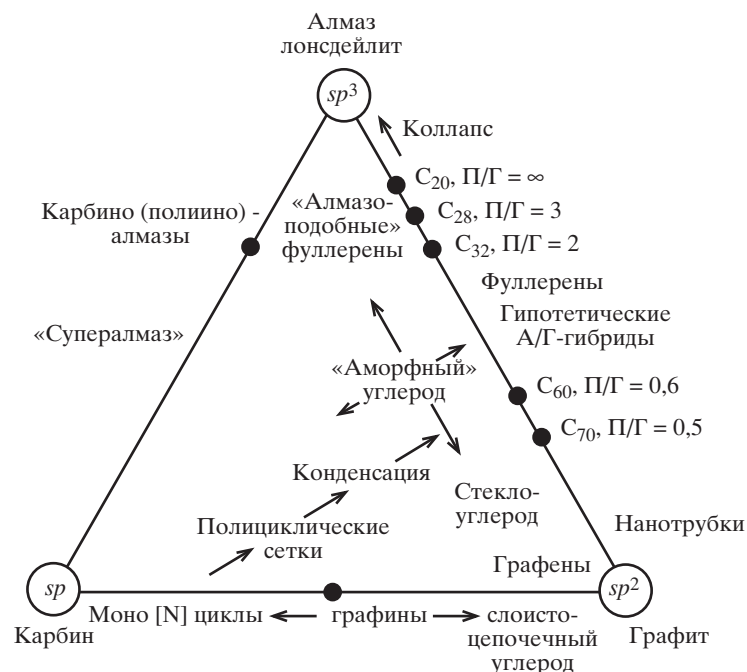 Алмаз
лонсдейлит
sp³
Коллапс
C₂₀, П/Г = ∞
C₂₈, П/Г = 3
C₃₂, П/Г = 2
Карбино (полиино) -
алмазы
«Алмазо-
подобные»
фуллерены
Фуллерены
Гипотетические
А/Г-гибриды
«Супералмаз»
«Аморфный»
углерод
C₆₀, П/Г = 0,6
C₇₀, П/Г = 0,5
Конденсация
Стекло-
углерод
Полициклические
сетки
Нанотрубки
Графены
sp
sp²
Карбин
Моно [N] циклы
графины
слоисто-
цепочечный
углерод
Графит